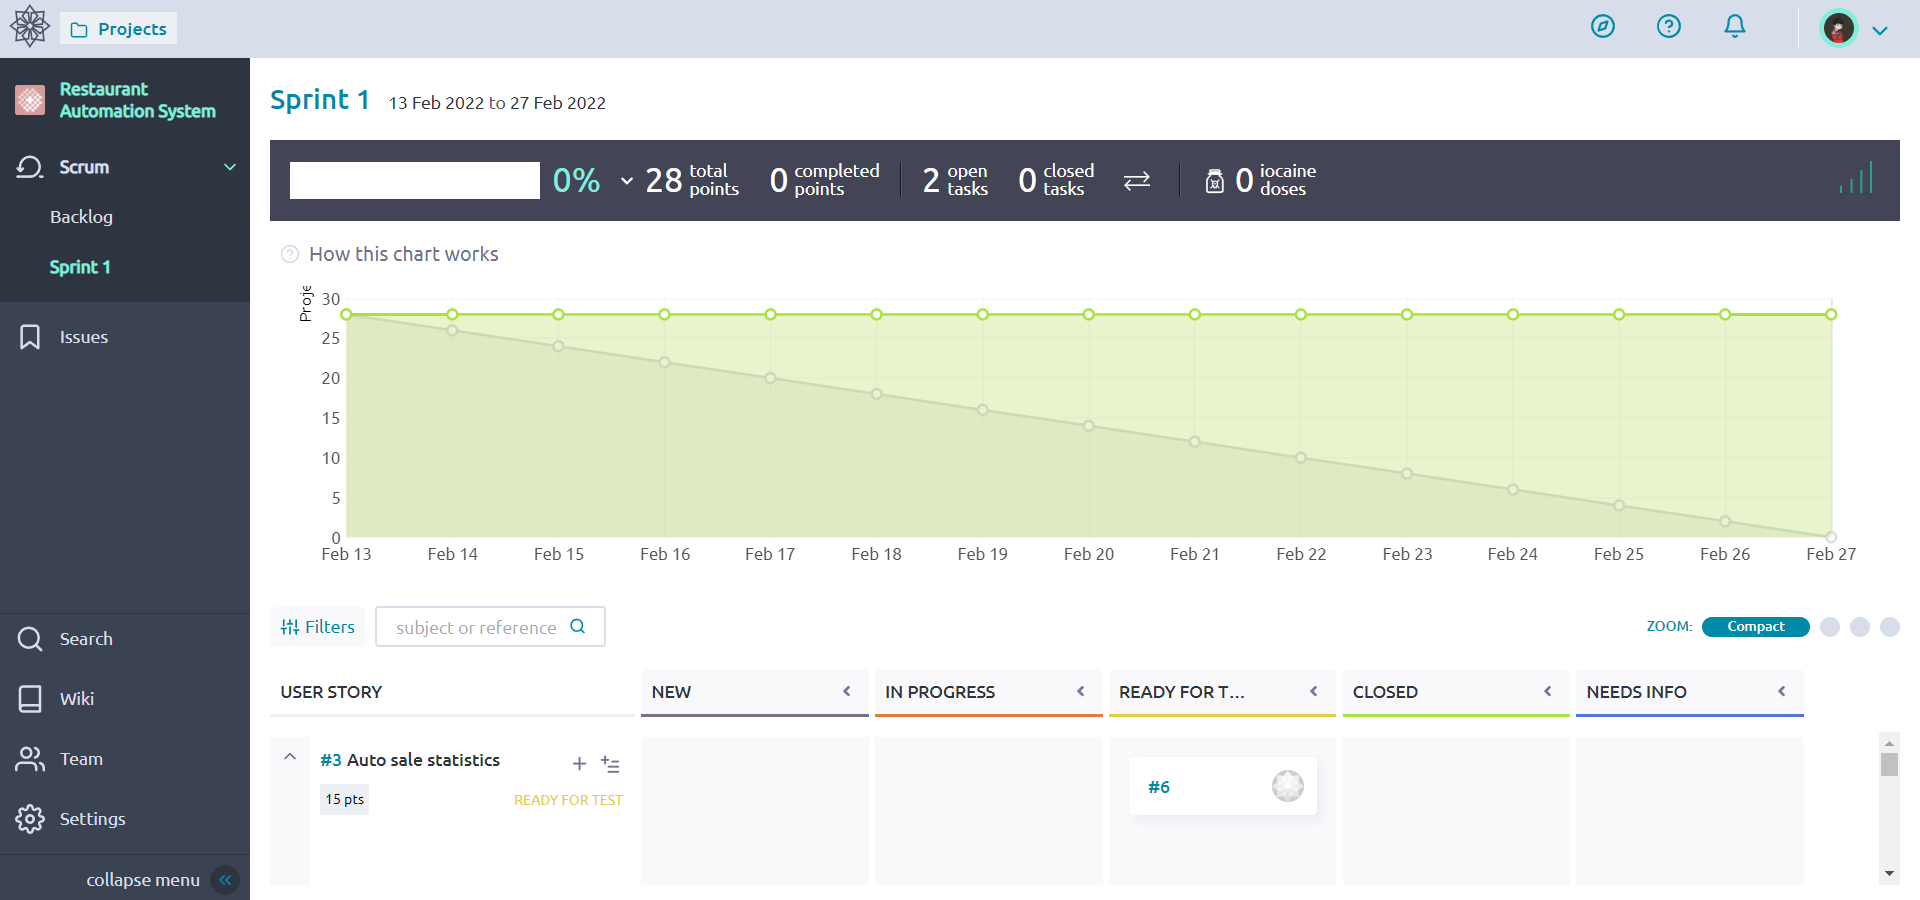 Projects
Restaurant
Automation System
Scrum
Backlog
Sprint 1
Issues
Search
Wiki
Team
Settings
collapse menu
Sprint 1 13 Feb 2022 to 27 Feb 2022
0% 28 total points 0 completed points 2 open tasks 0 closed tasks 0 iocaine doses
How this chart works
Proje
30
25
20
15
10
5
0
Feb 13 Feb 14 Feb 15 Feb 16 Feb 17 Feb 18 Feb 19 Feb 20 Feb 21 Feb 22 Feb 23 Feb 24 Feb 25 Feb 26 Feb 27
Filters subject or reference ZOOM: Compact
USER STORY NEW IN PROGRESS READY FOR T... CLOSED NEEDS INFO
#3 Auto sale statistics
15 pts READY FOR TEST
#6